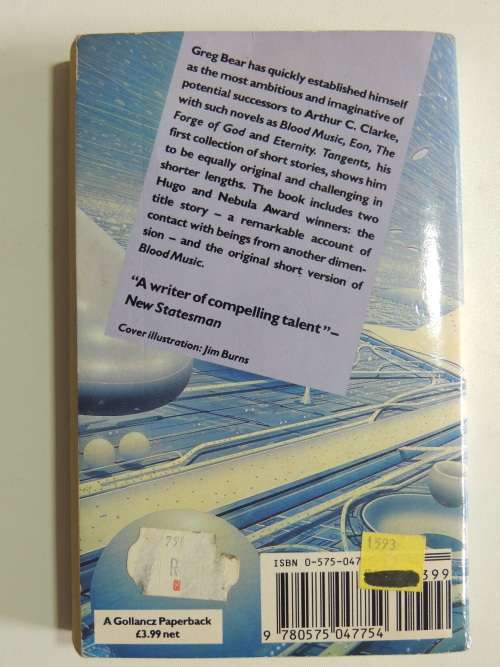 Greg Bear has quickly established himself
as the most ambitious and imaginative of
potential successors to Arthur C. Clarke,
with such novels as Blood Music, Eon, The
Forge of God and Eternity. Tangents, his
first collection of short stories, shows him
to be equally original and challenging in
shorter lengths. The book includes two
Hugo and Nebula Award winners: the
title story – a remarkable account of
contact with beings from another dimen-
sion – and the original short version of
Blood Music.
“A writer of compelling talent”–
New Statesman
Cover illustration: Jim Burns
R
1593
ISBN 0-575-047
399
A Gollancz Paperback
£3.99 net
9 780575 047754